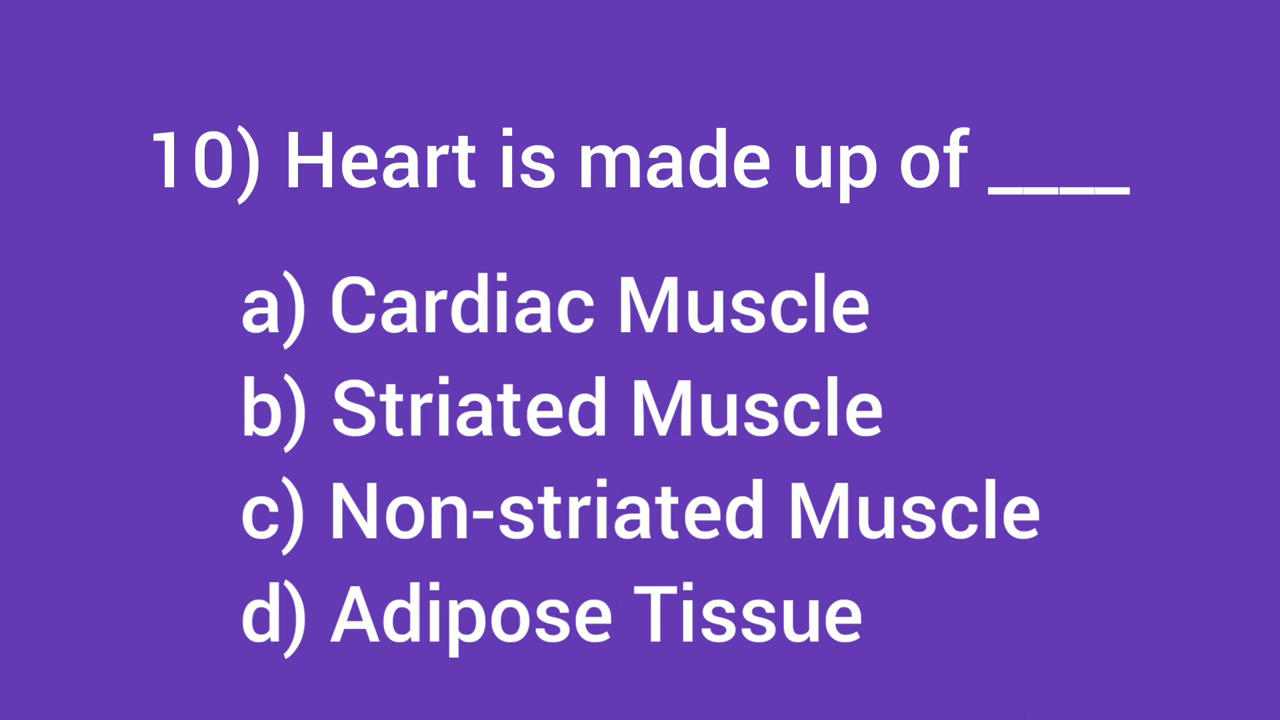 10) Heart is made up of ____
a) Cardiac Muscle
b) Striated Muscle
c) Non-striated Muscle
d) Adipose Tissue